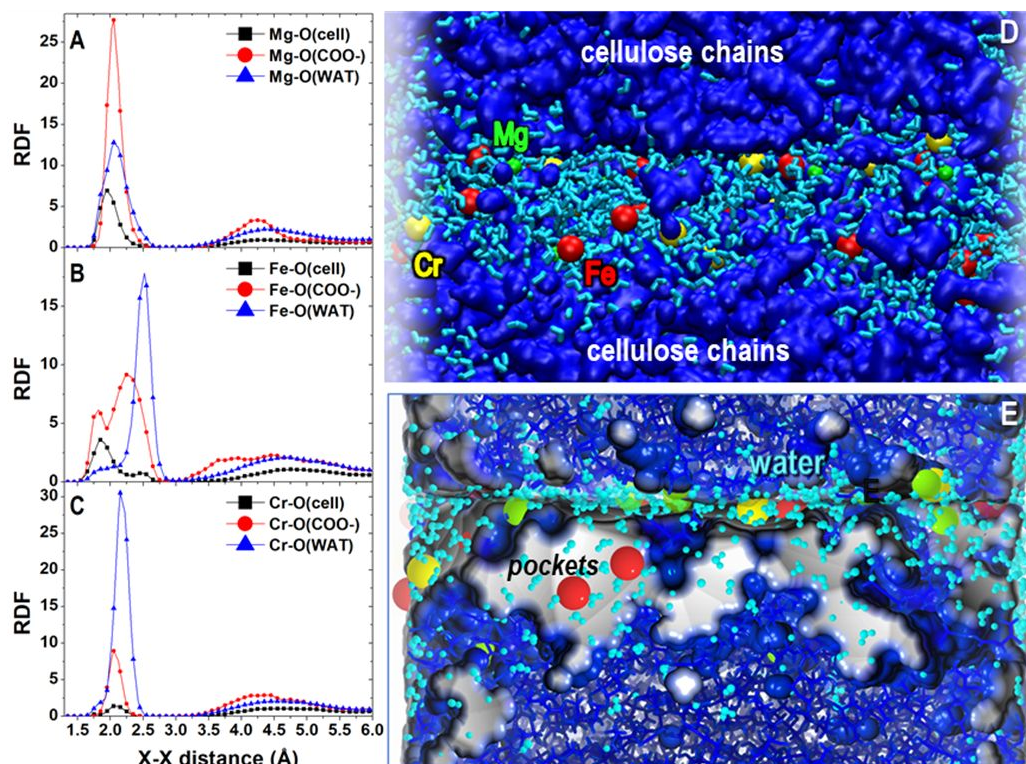 A
Mg-O(cell)
Mg-O(COO-)
Mg-O(WAT)
RDF
25
20
15
10
5
0
B
Fe-O(cell)
Fe-O(COO-)
Fe-O(WAT)
RDF
15
10
5
0
C
Cr-O(cell)
Cr-O(COO-)
Cr-O(WAT)
RDF
30
25
20
15
10
5
0
1.5 2.0 2.5 3.0 3.5 4.0 4.5 5.0 5.5 6.0
X-X distance (Å)
D
cellulose chains
Mg
Cr
Fe
cellulose chains
E
water
E
pockets